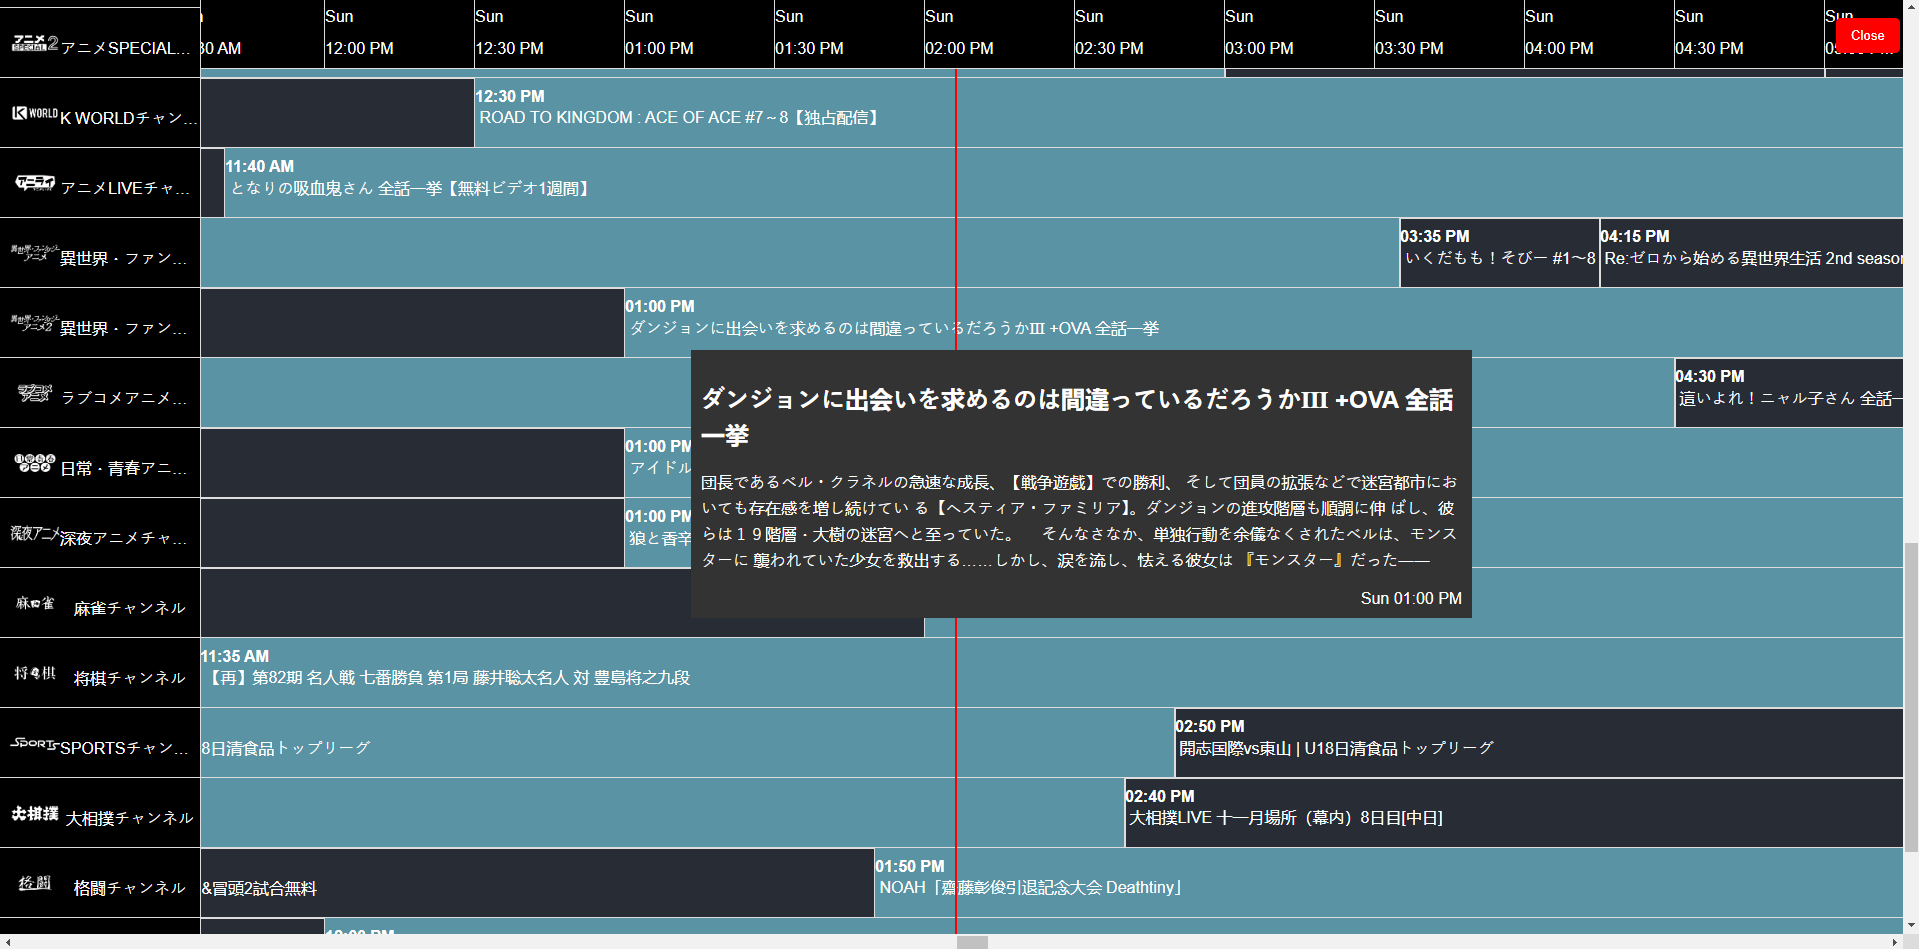 Sun
Sun
Sun
Sun
Sun
Sun
Sun
Sun
Sun
Sun
Close
アニメSPECIAL...
30 AM
12:00 PM
12:30 PM
01:00 PM
01:30 PM
02:00 PM
02:30 PM
03:00 PM
03:30 PM
04:00 PM
04:30 PM
K WORLD
K WORLDチャン...
12:30 PM
ROAD TO KINGDOM : ACE OF ACE #7～8【独占配信】
アニメLIVEチャ...
11:40 AM
となりの吸血鬼さん 全話一挙【無料ビデオ1週間】
異世界・ファン...
03:35 PM
いくだもも！そびー #1〜8
04:15 PM
Re:ゼロから始める異世界生活 2nd season
異世界・ファン...
01:00 PM
ダンジョンに出会いを求めるのは間違っているだろうかIII +OVA 全話一挙
ラブコメアニメ...
04:30 PM
這いよれ！ニャル子さん 全話一
日常・青春アニ...
01:00 PM
アイドル
深夜アニメ
深夜アニメチャ...
01:00 PM
狼と香辛
ダンジョンに出会いを求めるのは間違っているだろうかIII +OVA 全話
一挙
団長であるベル・クラネルの急速な成長、【戦争遊戯】での勝利、 そして団員の拡張などで迷宮都市にお
いても存在感を増し続けてい る【ヘスティア・ファミリア】。ダンジョンの進攻階層も順調に伸 ばし、彼
らは１９階層・大樹の迷宮へと至っていた。　 そんなさなか、単独行動を余儀なくされたベルは、モンス
ターに 襲われていた少女を救出する……しかし、涙を流し、怯える彼女は 『モンスター』だった——
Sun 01:00 PM
麻雀チャンネル
将棋チャンネル
11:35 AM
【再】第82期 名人戦 七番勝負 第1局 藤井聡太名人 対 豊島将之九段
SPORTS
SPORTSチャン...
8日清食品トップリーグ
02:50 PM
開志国際vs東山 | U18日清食品トップリーグ
大相撲
大相撲チャンネル
02:40 PM
大相撲LIVE 十一月場所（幕内）8日目[中日]
格闘
格闘チャンネル
&冒頭2試合無料
01:50 PM
NOAH「齋藤彰俊引退記念大会 Deathtiny」
12:00 PM